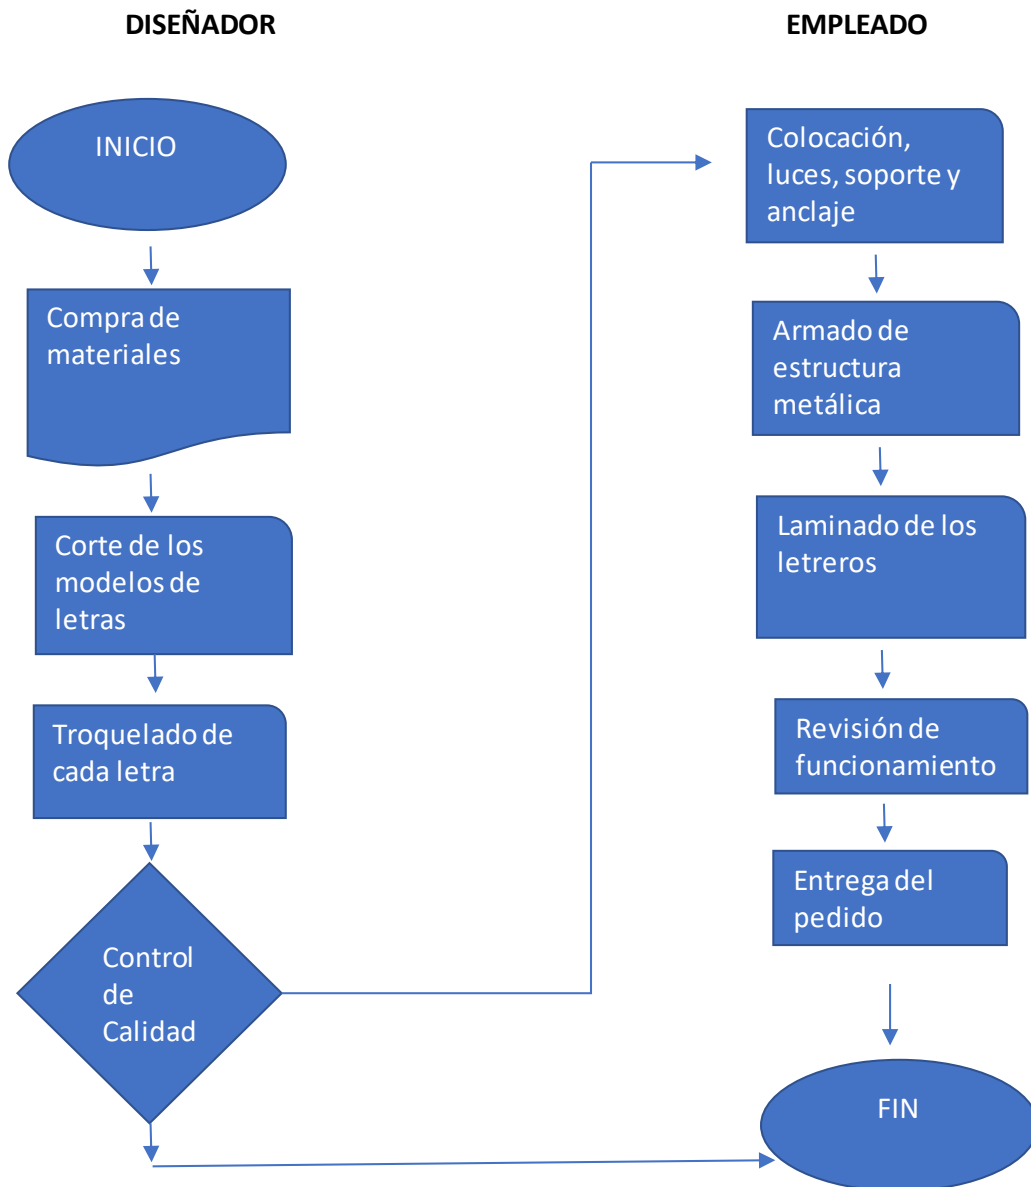 DISEÑADOR
EMPLEADO
INICIO
Compra de
materiales
Corte de los
modelos de
letras
Troquelado de
cada letra
Control
de
Calidad
Colocación,
luces, soporte y
anclaje
Armado de
estructura
metálica
Laminado de los
letreros
Revisión de
funcionamiento
Entrega del
pedido
FIN